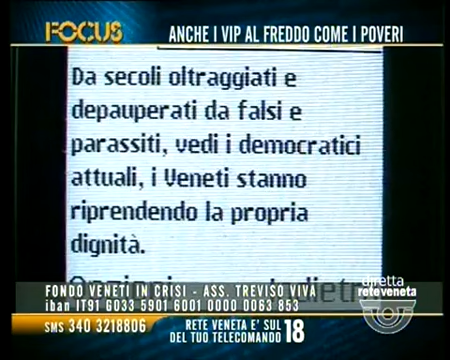 FOCUS
ANCHE I VIP AL FREDDO COME I POVERI
Da secoli oltraggiati e
depauperati da falsi e
parassiti, vedi i democratici
attuali, i Veneti stanno
riprendendo la propria
dignità.
diretta
reteveneta
FONDO VENETI IN CRISI - ASS. TREVISO VIVA
iban IT91 G033 5901 6001 0000 0063 853
SMS 340 3218806
RETE VENETA E' SUL 18
DEL TUO TELECOMANDO